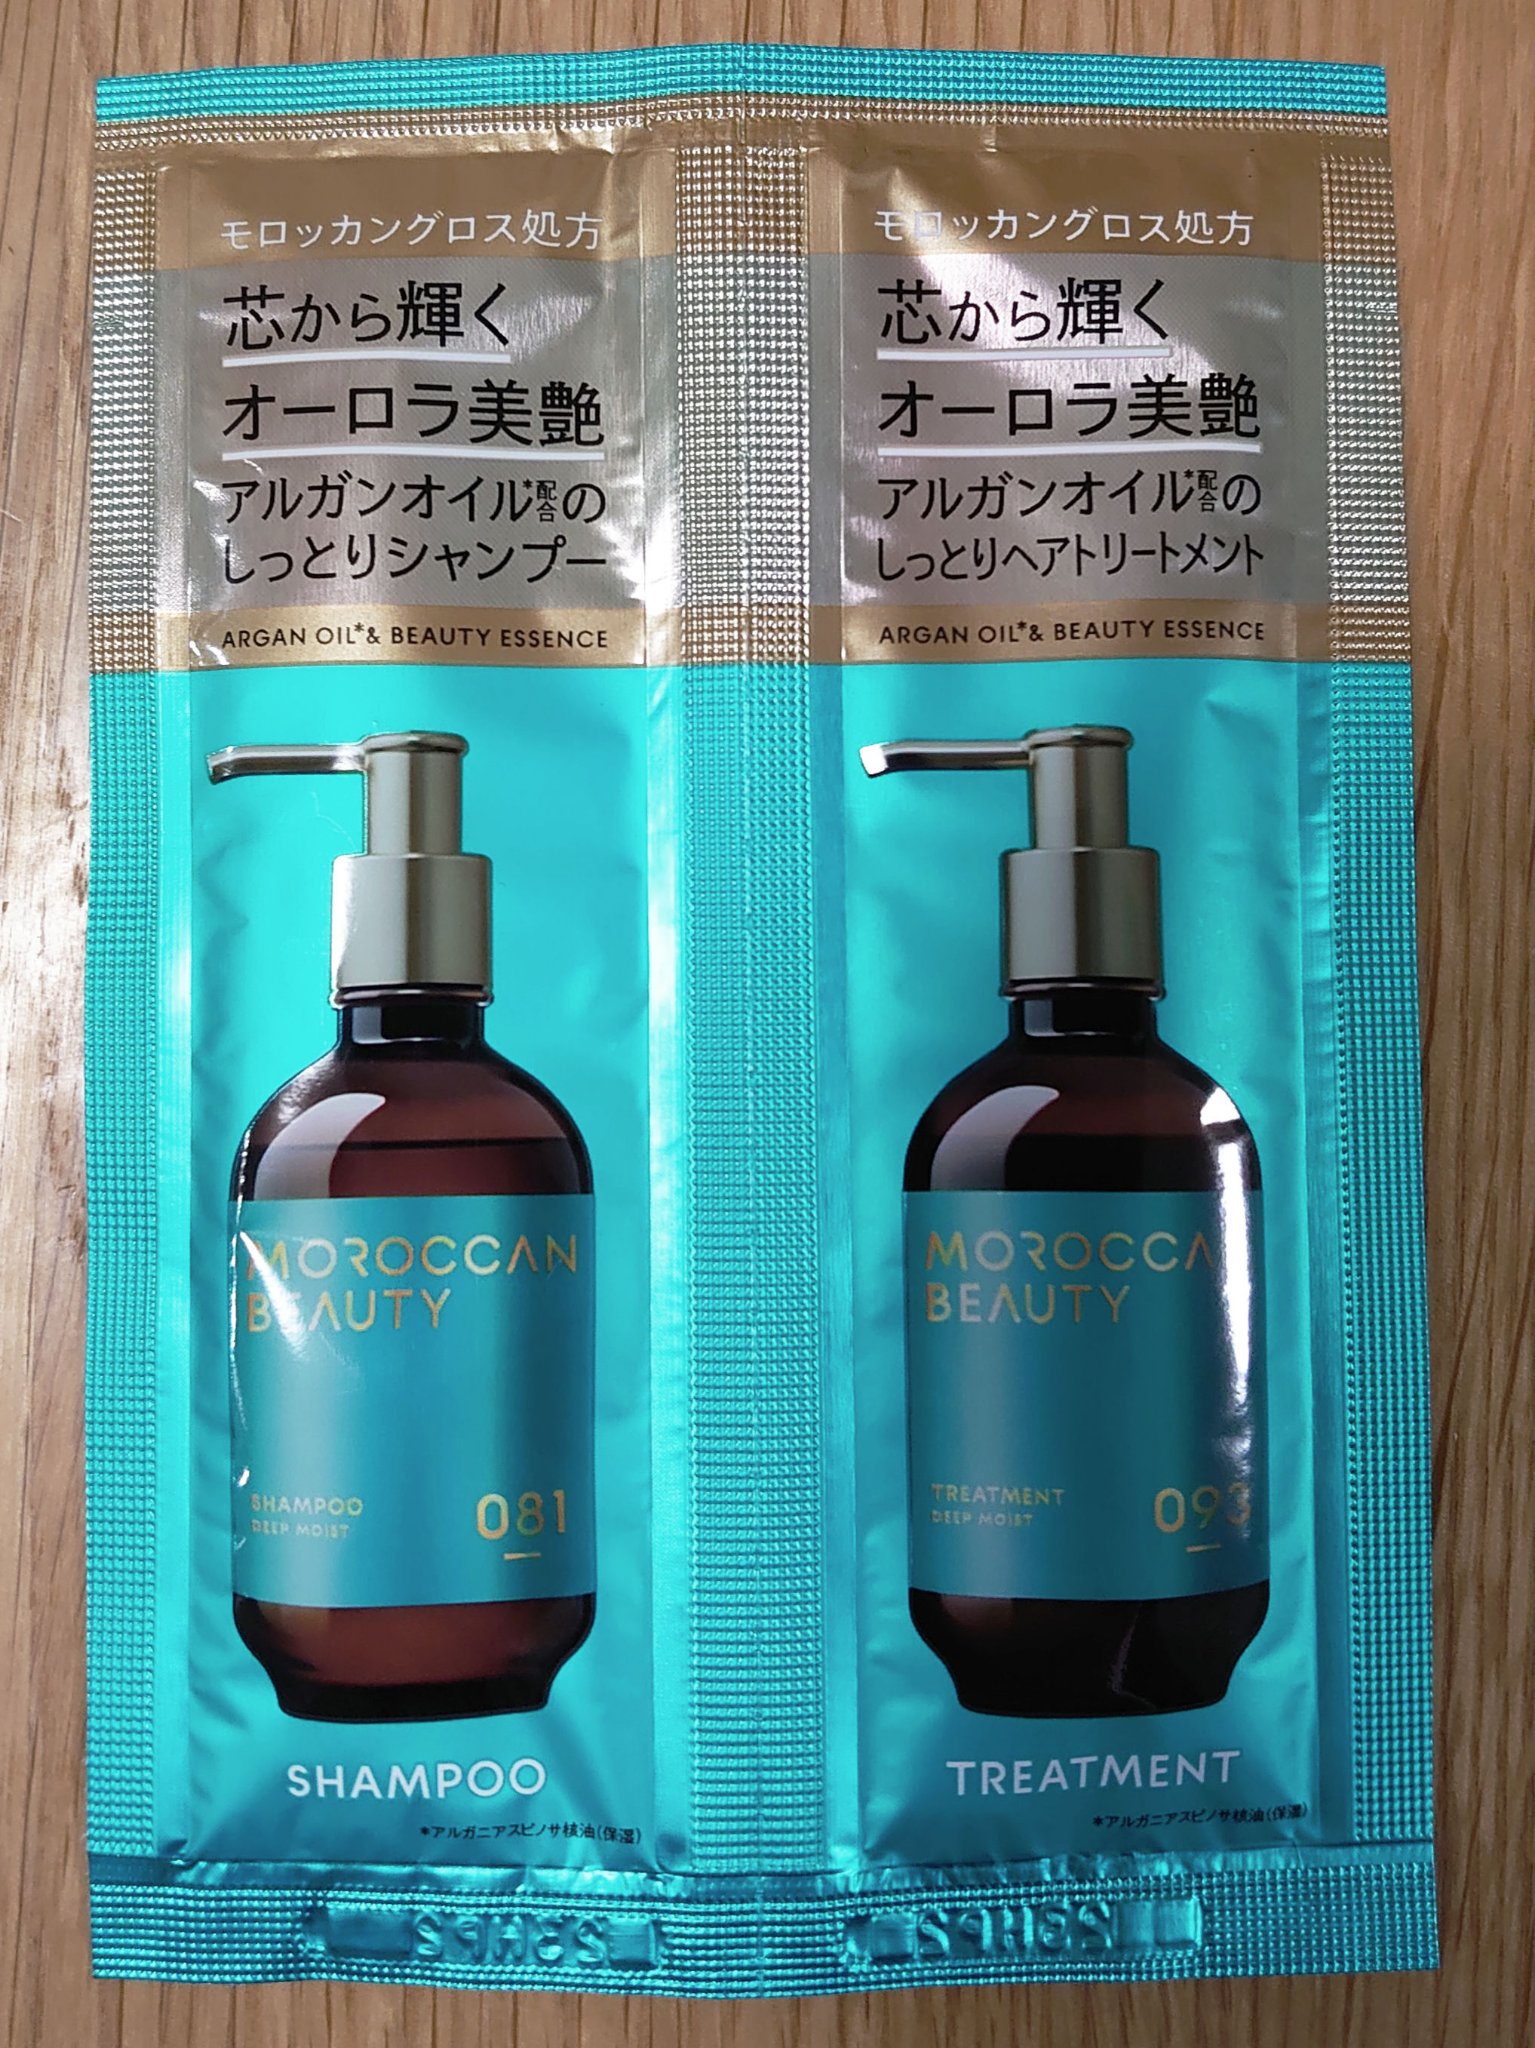 モロッカングロス処方
芯から輝く
オーロラ美艶
アルガンオイル*配合の
しっとりシャンプー
ARGAN OIL*& BEAUTY ESSENCE
MOROCCAN
BEAUTY
SHAMPOO
DEEP MOIST
081
SHAMPOO
*アルガニアスピノサ核油(保湿)
モロッカングロス処方
芯から輝く
オーロラ美艶
アルガンオイル*配合の
しっとりヘアトリートメント
ARGAN OIL*& BEAUTY ESSENCE
MOROCCAN
BEAUTY
TREATMENT
DEEP MOIST
093
TREATMENT
*アルガニアスピノサ核油(保湿)